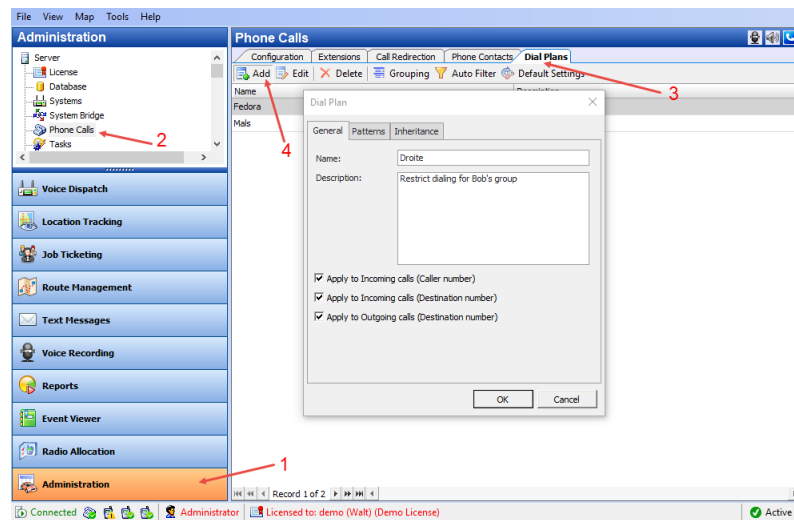 File View Map Tools Help
Administration
Server
License
Database
Systems
System Bridge
Phone Calls
Tasks
2
Voice Dispatch
Location Tracking
Job Ticketing
Route Management
Text Messages
Voice Recording
Reports
Event Viewer
Radio Allocation
Administration
1
Phone Calls
Configuration Extensions Call Redirection Phone Contacts Dial Plans
Add Edit Delete Grouping Auto Filter Default Settings
3
Name
Fedora
Mals
4
Dial Plan
General Patterns Inheritance
Name: Droite
Description: Restrict dialing for Bob's group
Apply to Incoming calls (Caller number)
Apply to Incoming calls (Destination number)
Apply to Outgoing calls (Destination number)
OK Cancel
Record 1 of 2
Connected Administrator Licensed to: demo (Walt) (Demo License) Active